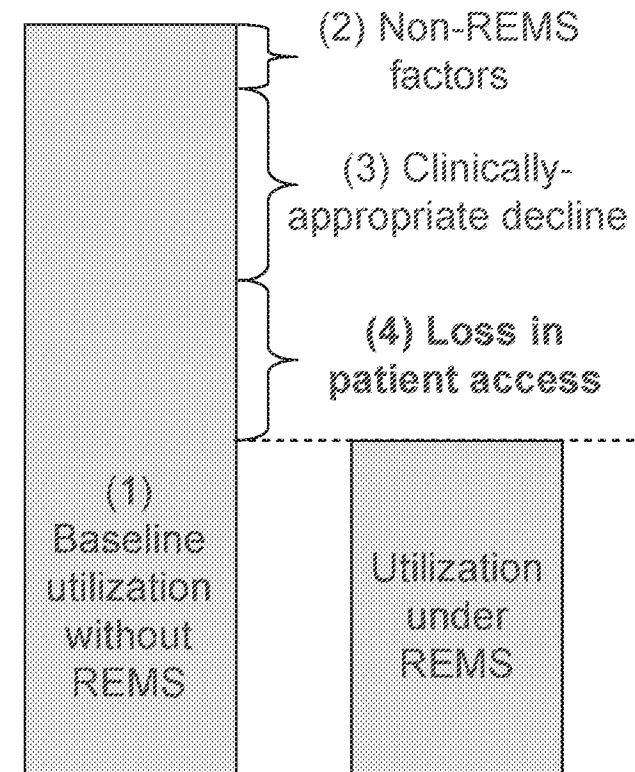 (2) Non-REMS
factors
(3) Clinically-
appropriate decline
(4) Loss in
patient access
(1)
Baseline
utilization
without
REMS
Utilization
under
REMS